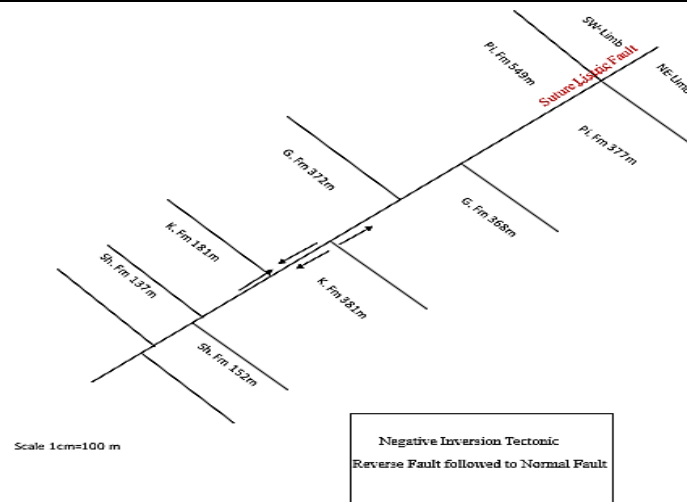 SW-Limb
Suture Listric Fault
NE-Limb
Pi. Fm 549m
Pi. Fm 377m
G. Fm 372m
G. Fm 368m
K. Fm 181m
K. Fm 381m
Sh. Fm 137m
Sh. Fm 152m
Scale 1cm=100 m
Negative Inversion Tectonic
Reverse Fault followed to Normal Fault